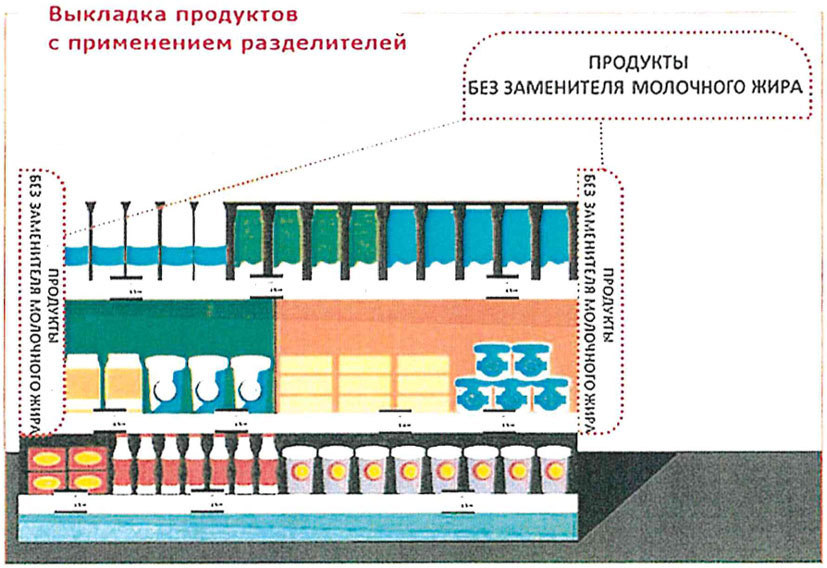 Выкладка продуктов
с применением разделителей
ПРОДУКТЫ
БЕЗ ЗАМЕНИТЕЛЯ МОЛОЧНОГО ЖИРА
ПРОДУКТЫ
БЕЗ ЗАМЕНИТЕЛЯ МОЛОЧНОГО ЖИРА
ПРОДУКТЫ
БЕЗ ЗАМЕНИТЕЛЯ МОЛОЧНОГО ЖИРА